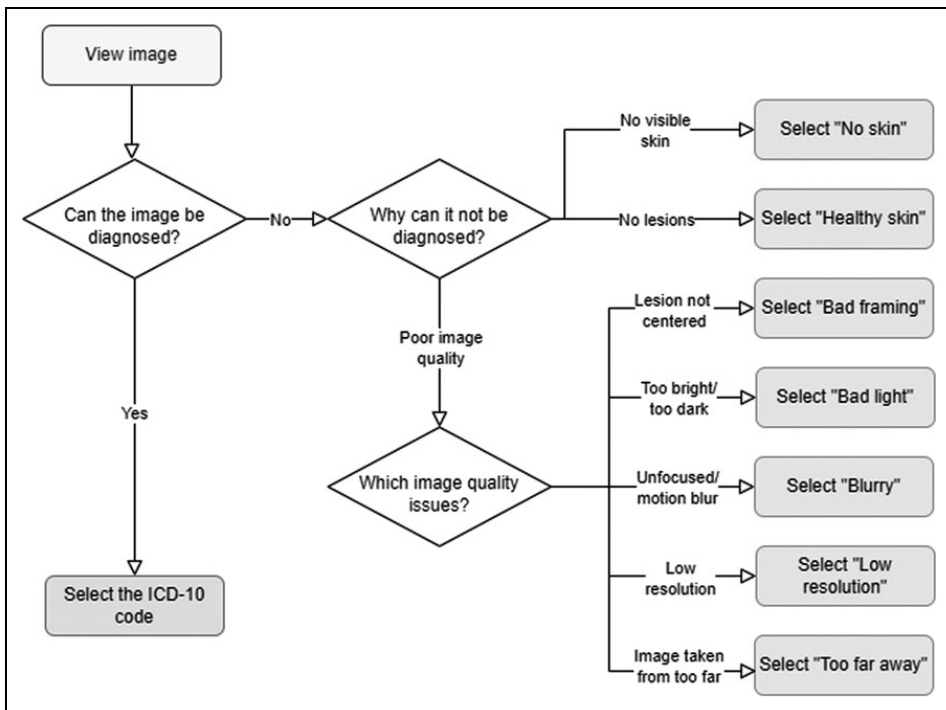 View image
Can the image be
diagnosed?
No
Why can it not be
diagnosed?
No visible
skin
Select "No skin"
No lesions
Select "Healthy skin"
Poor image
quality
Yes
Which image quality
issues?
Lesion not
centered
Select "Bad framing"
Too bright/
too dark
Select "Bad light"
Unfocused/
motion blur
Select "Blurry"
Low
resolution
Select "Low
resolution"
Image taken
from too far
Select "Too far away"
Select the ICD-10
code